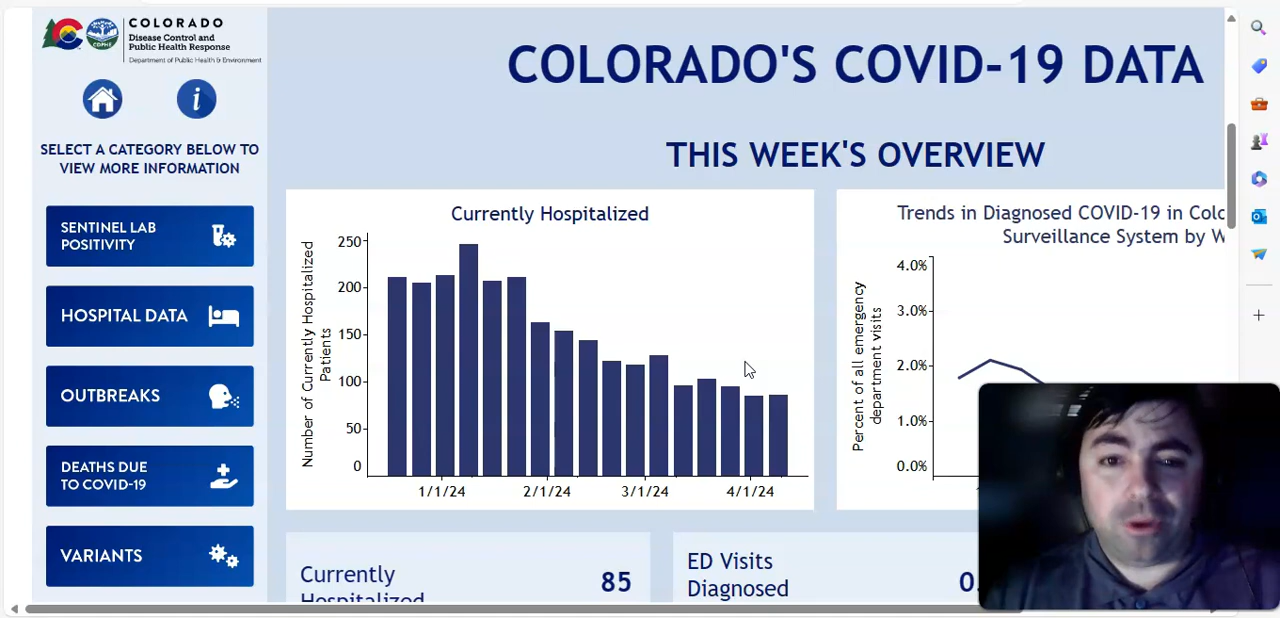 COLORADO
Disease Control and
Public Health Response
Department of Public Health & Environment
CDPHE
i
SELECT A CATEGORY BELOW TO
VIEW MORE INFORMATION
SENTINEL LAB
POSITIVITY
HOSPITAL DATA
OUTBREAKS
DEATHS DUE
TO COVID-19
VARIANTS
COLORADO'S COVID-19 DATA
THIS WEEK'S OVERVIEW
Currently Hospitalized
Number of Currently Hospitalized
Patients
250
200
150
100
50
0
1/1/24
2/1/24
3/1/24
4/1/24
Trends in Diagnosed COVID-19 in Colo
Surveillance System by W
Percent of all emergency
department visits
4.0%
3.0%
2.0%
1.0%
0.0%
Currently
Hospitalized
85
ED Visits
Diagnosed
0.